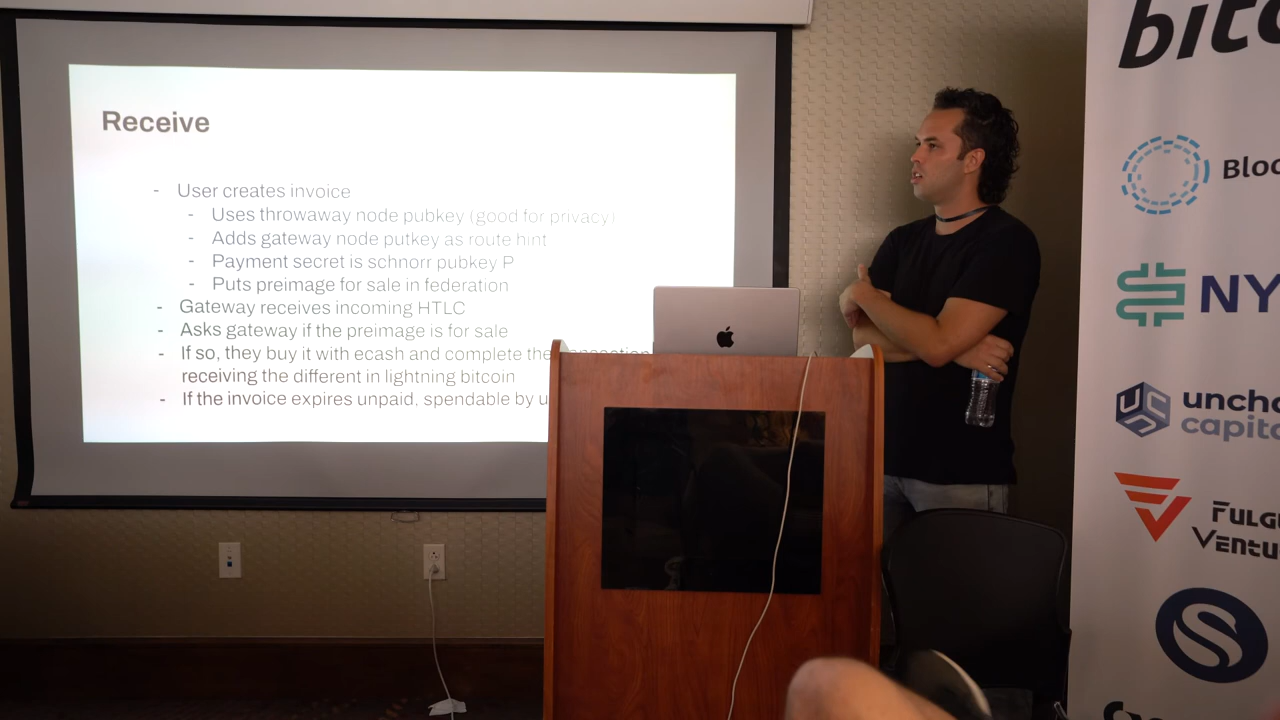 Receive
- User creates invoice
- Uses throwaway node pubkey (good for privacy)
- Adds gateway node putkey as route hint
- Payment secret is schnorr pubkey P
- Puts preimage for sale in federation
- Gateway receives incoming HTLC
- Asks gateway if the preimage is for sale
- If so, they buy it with ecash and complete the
receiving the different in lightning bitcoin
- If the invoice expires unpaid, spendable by u
bitc
Bloc
NY
uncha
capita
Fulg
Ventu